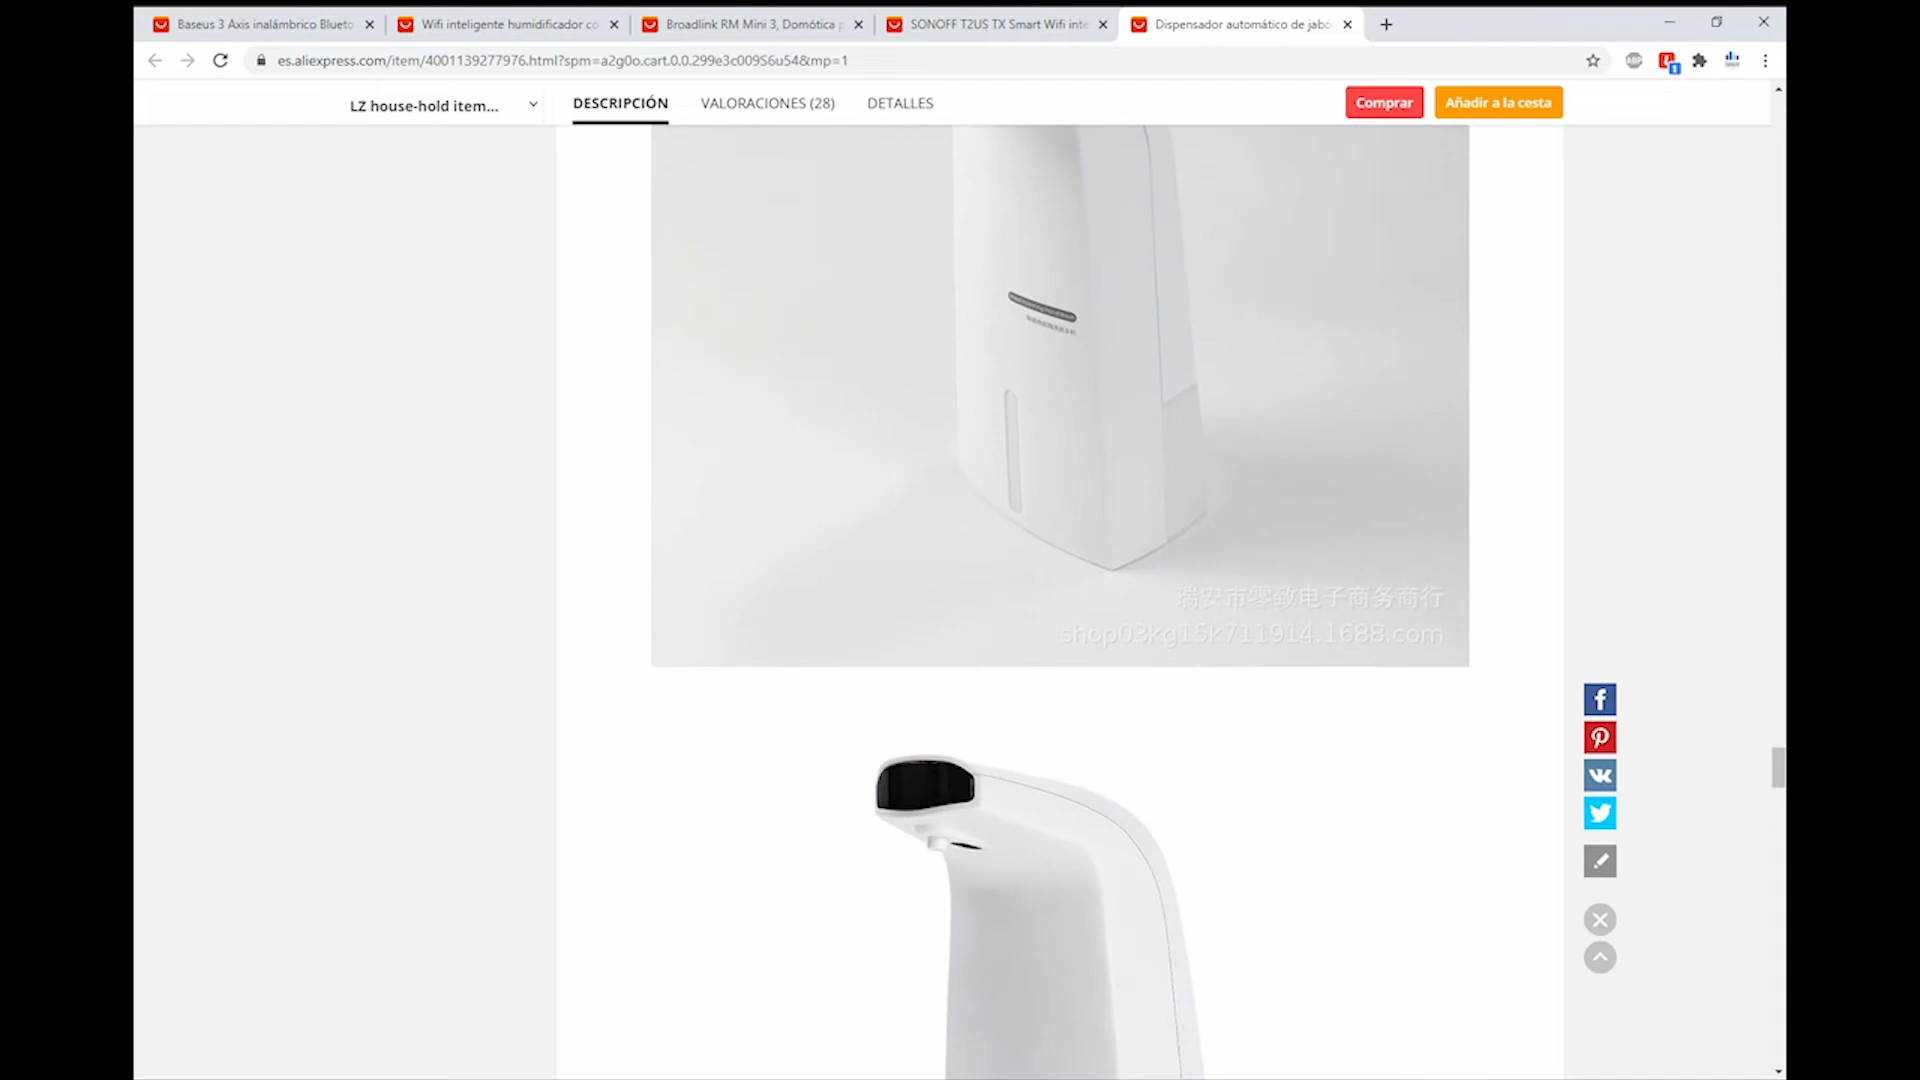 Baseus 3 Axis inalámbrico Blueto
Wifi inteligente humidificador co
Broadlink RM Mini 3, Domótica p
SONOFF T2US TX Smart Wifi inte
Dispensador automático de jabó
es.aliexpress.com/item/4001139277976.html?spm=a2g0o.cart.0.0.299e3c009S6u54&mp=1
ABP
1
LZ house-hold item...
DESCRIPCIÓN
VALORACIONES (28)
DETALLES
Comprar
Añadir a la cesta
瑞安市零致电子商务商行
shop03kg15k711914.1688.com